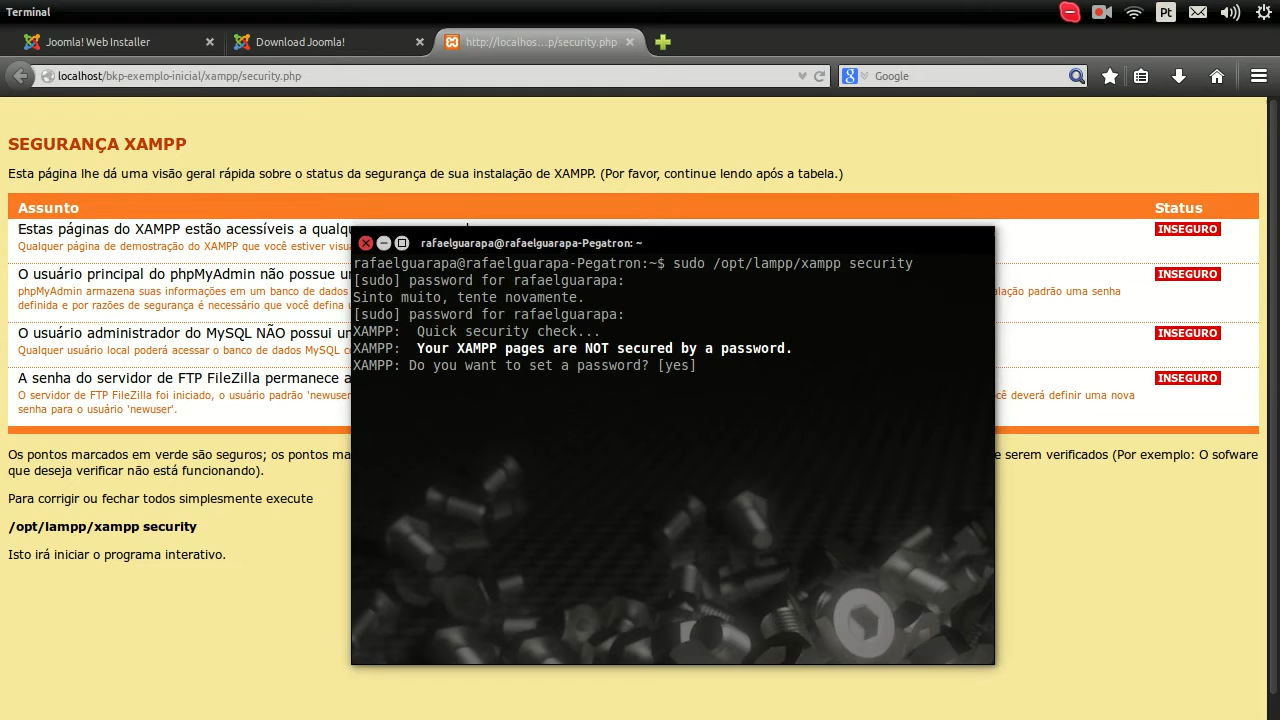 Terminal
Pt
Joomla! Web Installer
Download Joomla!
http://localhos...p/security.php
localhost/bkp-exemplo-inicial/xampp/security.php
Google
SEGURANÇA XAMPP
Esta página lhe dá uma visão geral rápida sobre o status da segurança de sua instalação de XAMPP. (Por favor, continue lendo após a tabela.)
Assunto
Status
Estas páginas do XAMPP estão acessíveis a
INSEGURO
Qualquer página de demostração do XAMPP que você estiver
O usuário principal do phpMyAdmin não possue
INSEGURO
phpMyAdmin armazena suas informações em um banco de dados
padrão uma senha
definida e por razões de segurança é necessário que você defina
O usuário administrador do MySQL NÃO possui
INSEGURO
Qualquer usuário local poderá acessar o banco de dados MySQL
A senha do servidor de FTP FileZilla permanece
INSEGURO
O servidor de FTP FileZilla foi iniciado, o usuário padrão 'newuser
deverá definir uma nova
senha para o usuário 'newuser'.
Os pontos marcados em verde são seguros; os pontos
e serem verificados (Por exemplo: O sofware
que deseja verificar não está funcionando).
Para corrigir ou fechar todos simplesmente execute
/opt/lampp/xampp security
Isto irá iniciar o programa interativo.
rafaelguarapa@rafaelguarapa-Pegatron: ~
rafaelguarapa@rafaelguarapa-Pegatron:~$ sudo /opt/lampp/xampp security
[sudo] password for rafaelguarapa:
Sinto muito, tente novamente.
[sudo] password for rafaelguarapa:
XAMPP:  Quick security check...
XAMPP:  Your XAMPP pages are NOT secured by a password.
XAMPP: Do you want to set a password? [yes]